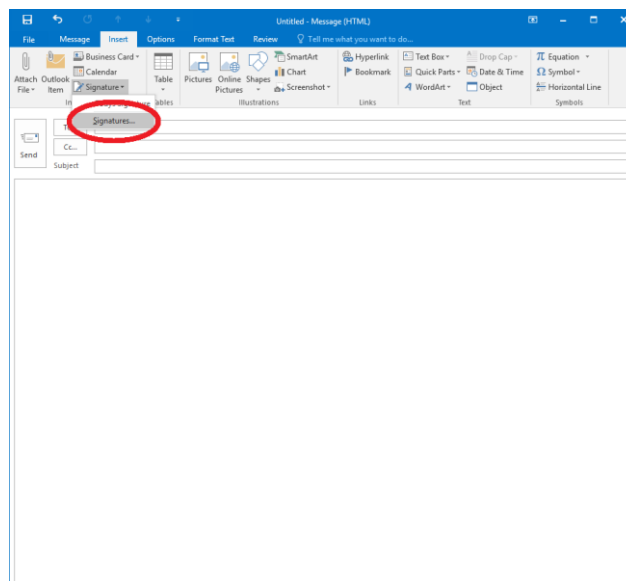 Untitled - Message (HTML)
File Message Insert Options Format Text Review Tell me what you want to do...
Attach File
Outlook Item
Business Card
Calendar
Signature
Table
Pictures
Online Pictures
Shapes
SmartArt
Chart
Screenshot
Hyperlink
Bookmark
Text Box
Quick Parts
WordArt
Drop Cap
Date & Time
Object
Equation
Symbol
Horizontal Line
In
ables
Illustrations
Links
Text
Symbols
Signatures...
Send
Cc...
Subject